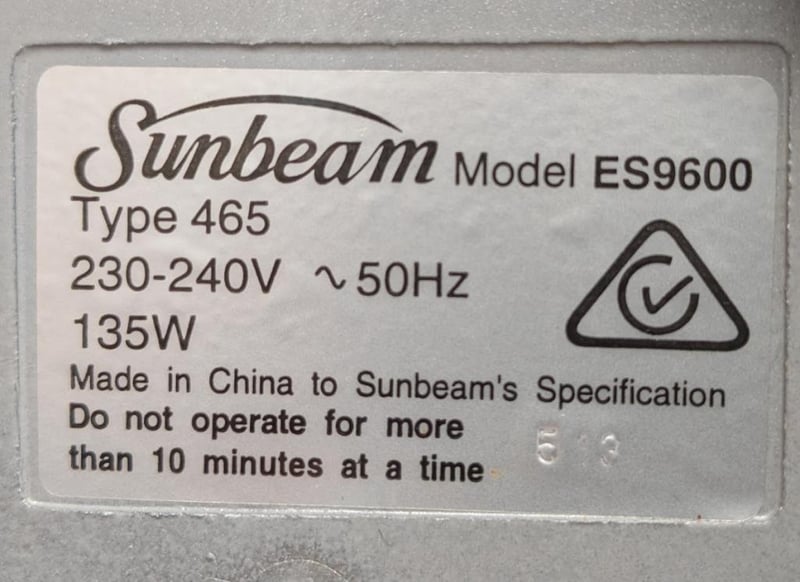 Sunbeam Model ES9600
Type 465
230-240V ~ 50Hz
135W
Made in China to Sunbeam's Specification
Do not operate for more
than 10 minutes at a time